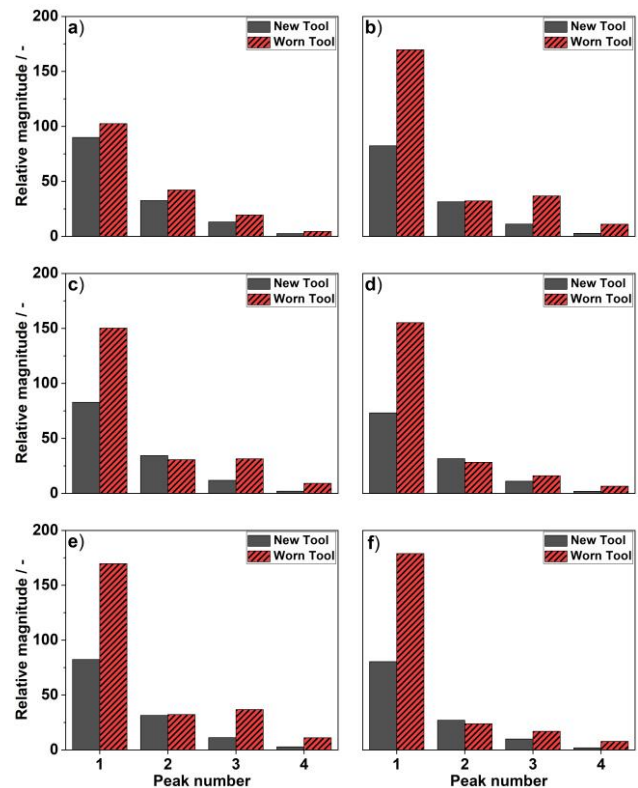 a)
New Tool
Worn Tool
b)
New Tool
Worn Tool
200
150
100
50
0
Relative magnitude / -
c)
New Tool
Worn Tool
d)
New Tool
Worn Tool
200
150
100
50
0
Relative magnitude / -
e)
New Tool
Worn Tool
f)
New Tool
Worn Tool
200
150
100
50
0
Relative magnitude / -
1 2 3 4
1 2 3 4
Peak number
Peak number